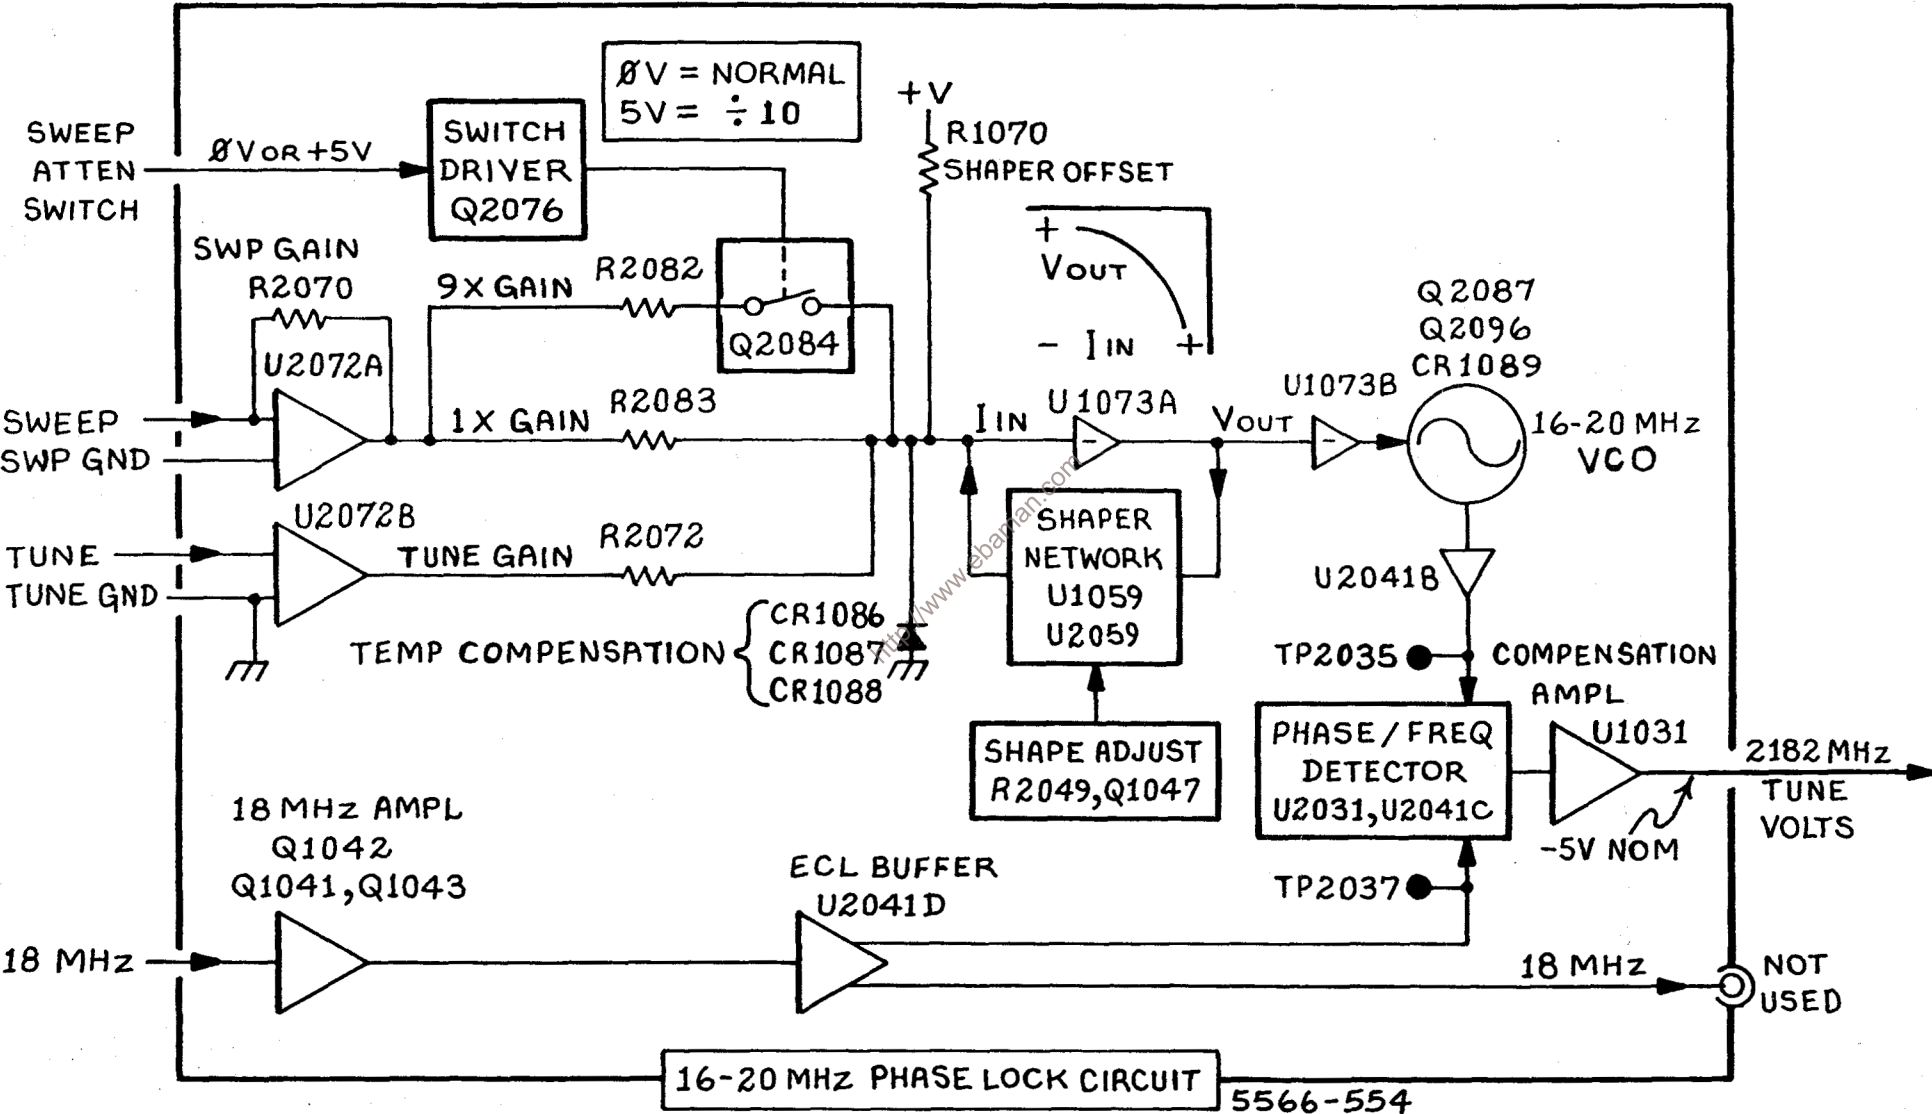 SWEEP
ATTEN
SWITCH
ØV OR +5V
SWITCH
DRIVER
Q2076
ØV = NORMAL
5V = ÷ 10
+V
R1070
SHAPER OFFSET
SWP GAIN
R2070
U2072A
9X GAIN
R2082
Q2084
+
VOUT
- IIN +
Q2087
Q2096
CR1089
SWEEP
SWP GND
1X GAIN
R2083
IIN
U1073A
-
VOUT
U1073B
-
16-20 MHz
VCO
TUNE
TUNE GND
U2072B
TUNE GAIN
R2072
SHAPER
NETWORK
U1059
U2059
U2041B
TEMP COMPENSATION
CR1086
CR1087
CR1088
http://www.ebaman.com
TP2035
COMPENSATION
AMPL
U1031
SHAPE ADJUST
R2049,Q1047
PHASE/FREQ
DETECTOR
U2031,U2041C
2182 MHz
TUNE
VOLTS
-5V NOM
18 MHz AMPL
Q1042
Q1041,Q1043
ECL BUFFER
U2041D
TP2037
18 MHz
18 MHz
NOT
USED
16-20 MHz PHASE LOCK CIRCUIT
5566-554